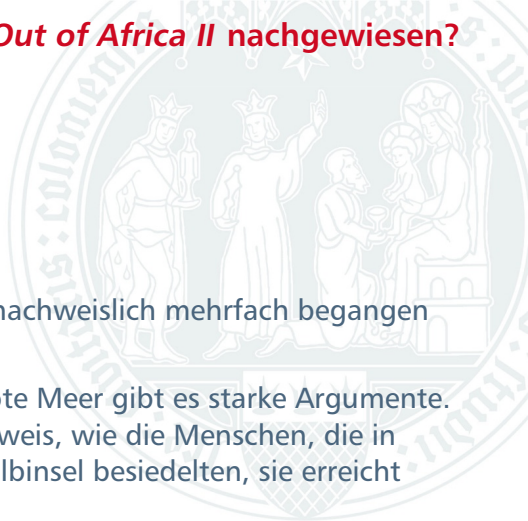 Out of Africa II nachgewiesen?
nachweislich mehrfach begangen
te Meer gibt es starke Argumente.
weis, wie die Menschen, die in
lbinsel besiedelten, sie erreicht